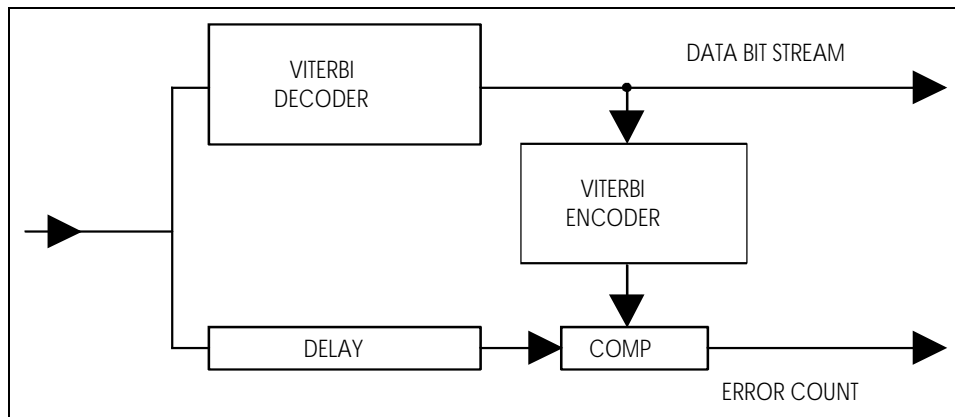 VITERBI
DECODER
DATA BIT STREAM
VITERBI
ENCODER
DELAY
COMP
ERROR COUNT